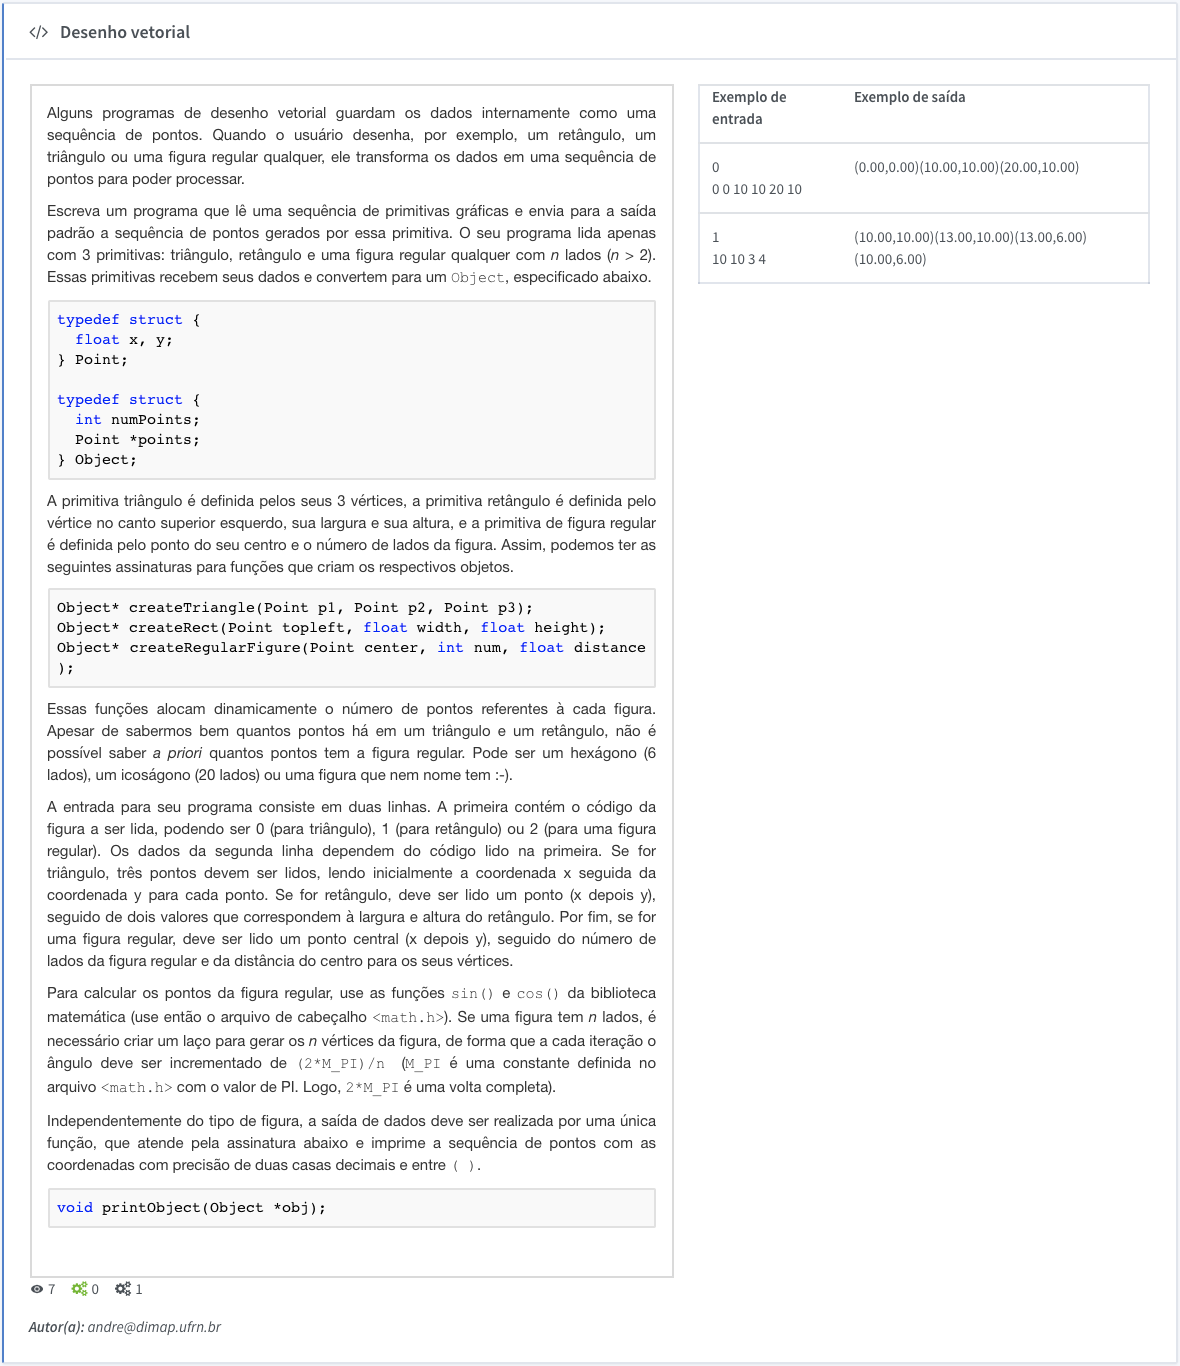 </> Desenho vetorial
Alguns programas de desenho vetorial guardam os dados internamente como uma
sequência de pontos. Quando o usuário desenha, por exemplo, um retângulo, um
triângulo ou uma figura regular qualquer, ele transforma os dados em uma sequência de
pontos para poder processar.
Escreva um programa que lê uma sequência de primitivas gráficas e envia para a saída
padrão a sequência de pontos gerados por essa primitiva. O seu programa lida apenas
com 3 primitivas: triângulo, retângulo e uma figura regular qualquer com n lados (n > 2).
Essas primitivas recebem seus dados e convertem para um Object, especificado abaixo.
typedef struct {
  float x, y;
} Point;
typedef struct {
  int numPoints;
  Point *points;
} Object;
A primitiva triângulo é definida pelos seus 3 vértices, a primitiva retângulo é definida pelo
vértice no canto superior esquerdo, sua largura e sua altura, e a primitiva de figura regular
é definida pelo ponto do seu centro e o número de lados da figura. Assim, podemos ter as
seguintes assinaturas para funções que criam os respectivos objetos.
Object* createTriangle(Point p1, Point p2, Point p3);
Object* createRect(Point topleft, float width, float height);
Object* createRegularFigure(Point center, int num, float distance
);
Essas funções alocam dinamicamente o número de pontos referentes à cada figura.
Apesar de sabermos bem quantos pontos há em um triângulo e um retângulo, não é
possível saber a priori quantos pontos tem a figura regular. Pode ser um hexágono (6
lados), um icoságono (20 lados) ou uma figura que nem nome tem :-).
A entrada para seu programa consiste em duas linhas. A primeira contém o código da
figura a ser lida, podendo ser 0 (para triângulo), 1 (para retângulo) ou 2 (para uma figura
regular). Os dados da segunda linha dependem do código lido na primeira. Se for
triângulo, três pontos devem ser lidos, lendo inicialmente a coordenada x seguida da
coordenada y para cada ponto. Se for retângulo, deve ser lido um ponto (x depois y),
seguido de dois valores que correspondem à largura e altura do retângulo. Por fim, se for
uma figura regular, deve ser lido um ponto central (x depois y), seguido do número de
lados da figura regular e da distância do centro para os seus vértices.
Para calcular os pontos da figura regular, use as funções sin() e cos() da biblioteca
matemática (use então o arquivo de cabeçalho <math.h>). Se uma figura tem n lados, é
necessário criar um laço para gerar os n vértices da figura, de forma que a cada iteração o
ângulo deve ser incrementado de (2*M_PI)/n (M_PI é uma constante definida no
arquivo <math.h> com o valor de PI. Logo, 2*M_PI é uma volta completa).
Independentemente do tipo de figura, a saída de dados deve ser realizada por uma única
função, que atende pela assinatura abaixo e imprime a sequência de pontos com as
coordenadas com precisão de duas casas decimais e entre ( ).
void printObject(Object *obj);
Exemplo de
entrada
Exemplo de saída
0
0 0 10 10 20 10
(0.00,0.00)(10.00,10.00)(20.00,10.00)
1
10 10 3 4
(10.00,10.00)(13.00,10.00)(13.00,6.00)
(10.00,6.00)
7 0 1
Autor(a): andre@dimap.ufrn.br